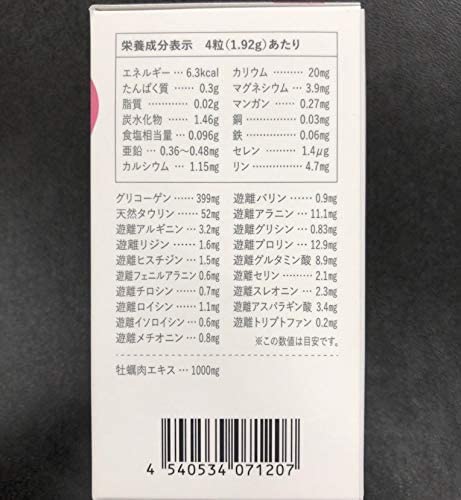 栄養成分表示 4粒(1.92g)あたり
エネルギー … 6.3kcal
たんぱく質 … 0.3g
脂質 ………… 0.02g
炭水化物 … 1.46g
食塩相当量 … 0.096g
亜鉛 … 0.36〜0.48mg
カルシウム … 1.15mg
カリウム ……… 20mg
マグネシウム … 3.9mg
マンガン …… 0.27mg
銅 …………… 0.03mg
鉄 …………… 0.06mg
セレン ……… 1.4μg
リン …………… 4.7mg
グリコーゲン …… 399mg
天然タウリン …… 52mg
遊離アルギニン … 3.2mg
遊離リジン …… 1.6mg
遊離ヒスチジン … 1.5mg
遊離フェニルアラニン 0.6mg
遊離チロシン … 0.7mg
遊離ロイシン … 1.1mg
遊離イソロイシン … 0.6mg
遊離メチオニン … 0.8mg
遊離バリン …… 0.9mg
遊離アラニン … 11.1mg
遊離グリシン … 0.83mg
遊離プロリン … 12.9mg
遊離グルタミン酸 8.9mg
遊離セリン …… 2.1mg
遊離スレオニン … 2.3mg
遊離アスパラギン酸 3.4mg
遊離トリプトファン 0.2mg
※この数値は目安です。
牡蠣肉エキス … 1000mg
4 540534 071207